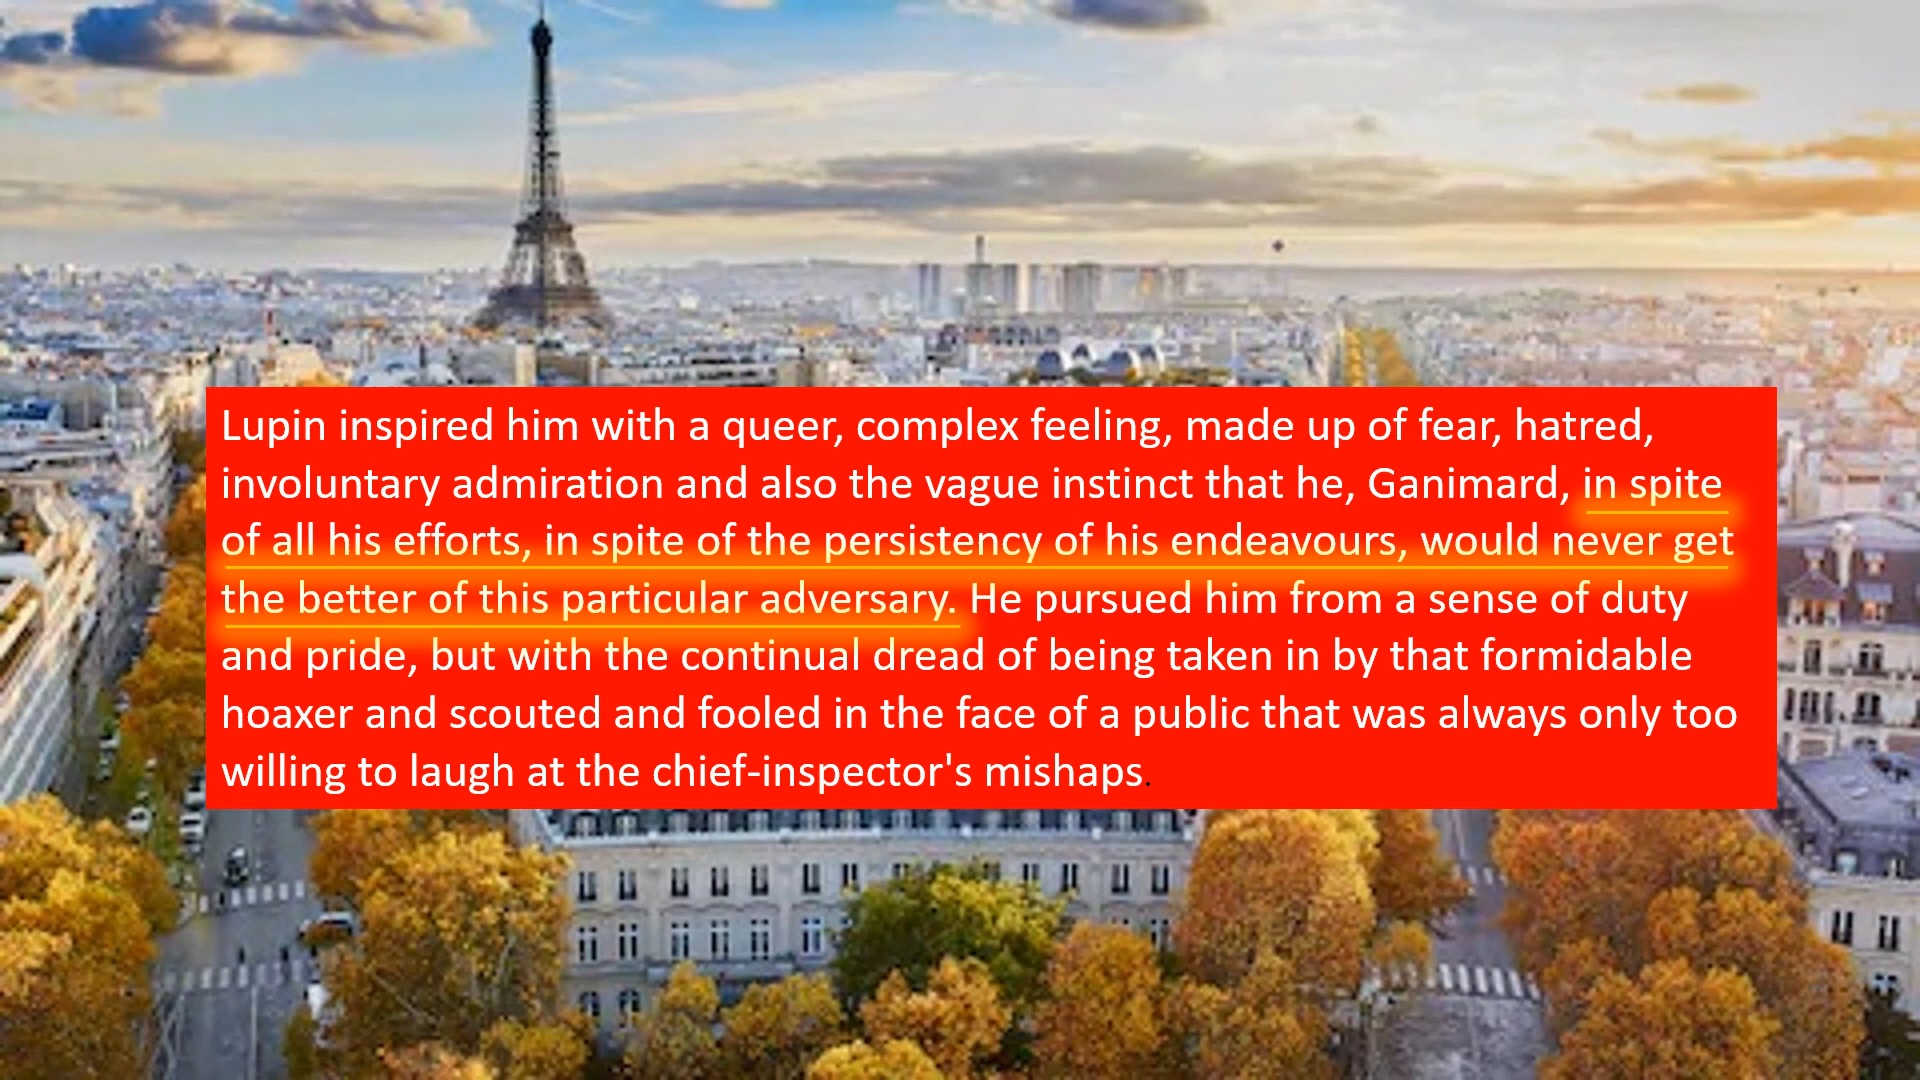 Lupin inspired him with a queer, complex feeling, made up of fear, hatred,
involuntary admiration and also the vague instinct that he, Ganimard, in spite
of all his efforts, in spite of the persistency of his endeavours, would never get
the better of this particular adversary. He pursued him from a sense of duty
and pride, but with the continual dread of being taken in by that formidable
hoaxer and scouted and fooled in the face of a public that was always only too
willing to laugh at the chief-inspector's mishaps.